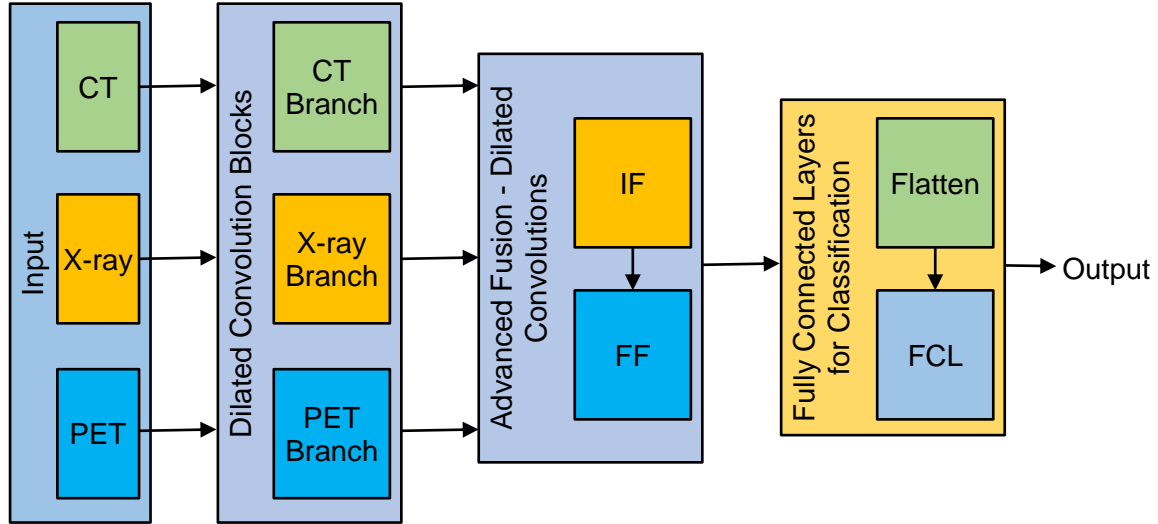 Input
CT
X-ray
PET
Dilated Convolution Blocks
CT
Branch
X-ray
Branch
PET
Branch
Advanced Fusion - Dilated
Convolutions
IF
FF
Fully Connected Layers
for Classification
Flatten
FCL
Output